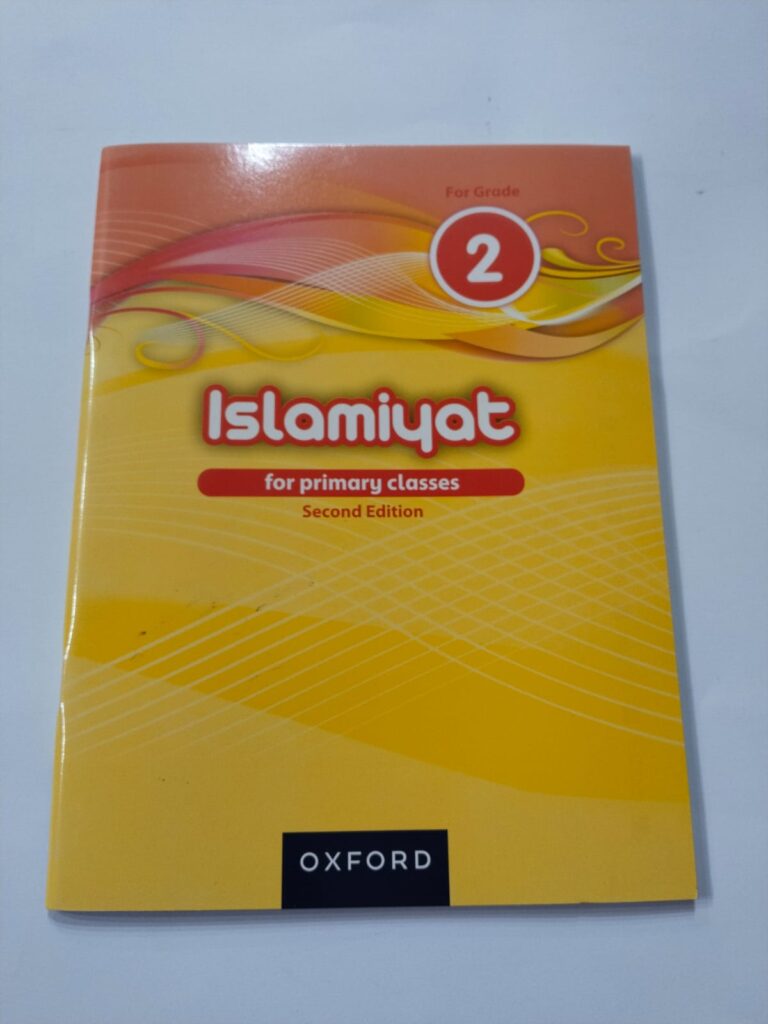 For Grade
2
Islamiyat
for primary classes
Second Edition
OXFORD